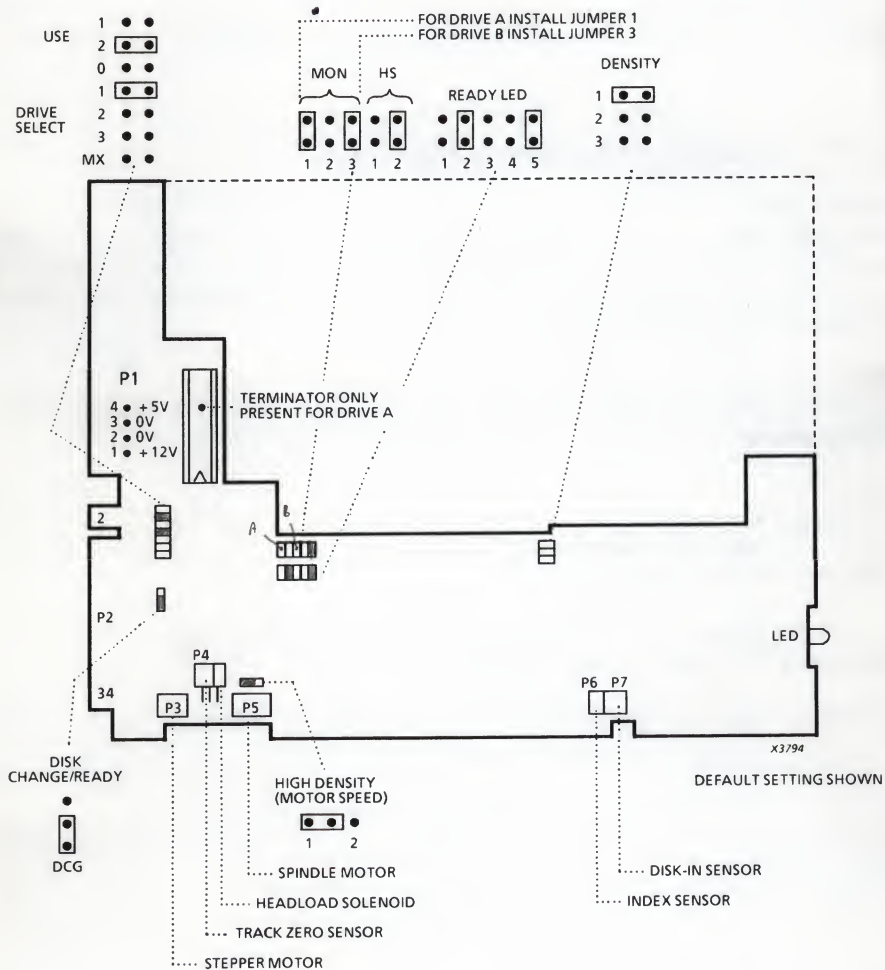 FOR DRIVE A INSTALL JUMPER 1
FOR DRIVE B INSTALL JUMPER 3
USE
1
2
0
1
DRIVE SELECT
2
3
MX
MON
HS
1 2 3 1 2
READY LED
1 2 3 4 5
DENSITY
1
2
3
P1
4 +5V
3 0V
2 0V
1 +12V
TERMINATOR ONLY
PRESENT FOR DRIVE A
2
A
B
P2
34
P4
P3
P5
P6 P7
LED
X3794
DEFAULT SETTING SHOWN
DISK
CHANGE/READY
DCG
HIGH DENSITY
(MOTOR SPEED)
1 2
SPINDLE MOTOR
HEADLOAD SOLENOID
TRACK ZERO SENSOR
STEPPER MOTOR
DISK-IN SENSOR
INDEX SENSOR